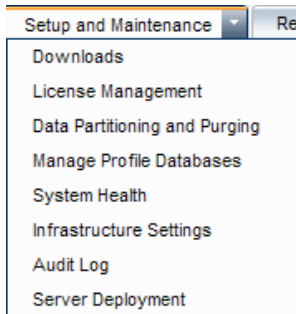 Setup and Maintenance Re
Downloads
License Management
Data Partitioning and Purging
Manage Profile Databases
System Health
Infrastructure Settings
Audit Log
Server Deployment